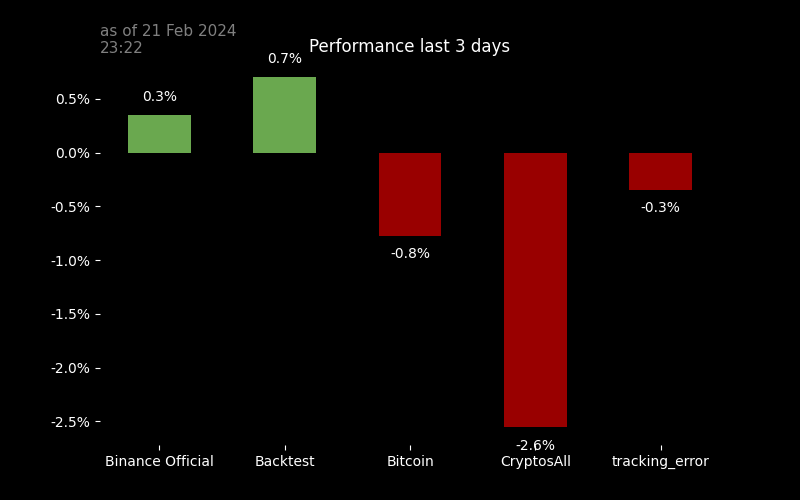 as of 21 Feb 2024
23:22
Performance last 3 days
0.7%
0.3%
0.5%
0.0%
-0.5%
-1.0%
-1.5%
-2.0%
-2.5%
-0.3%
-0.8%
-2.6%
Binance Official
Backtest
Bitcoin
CryptosAll
tracking_error